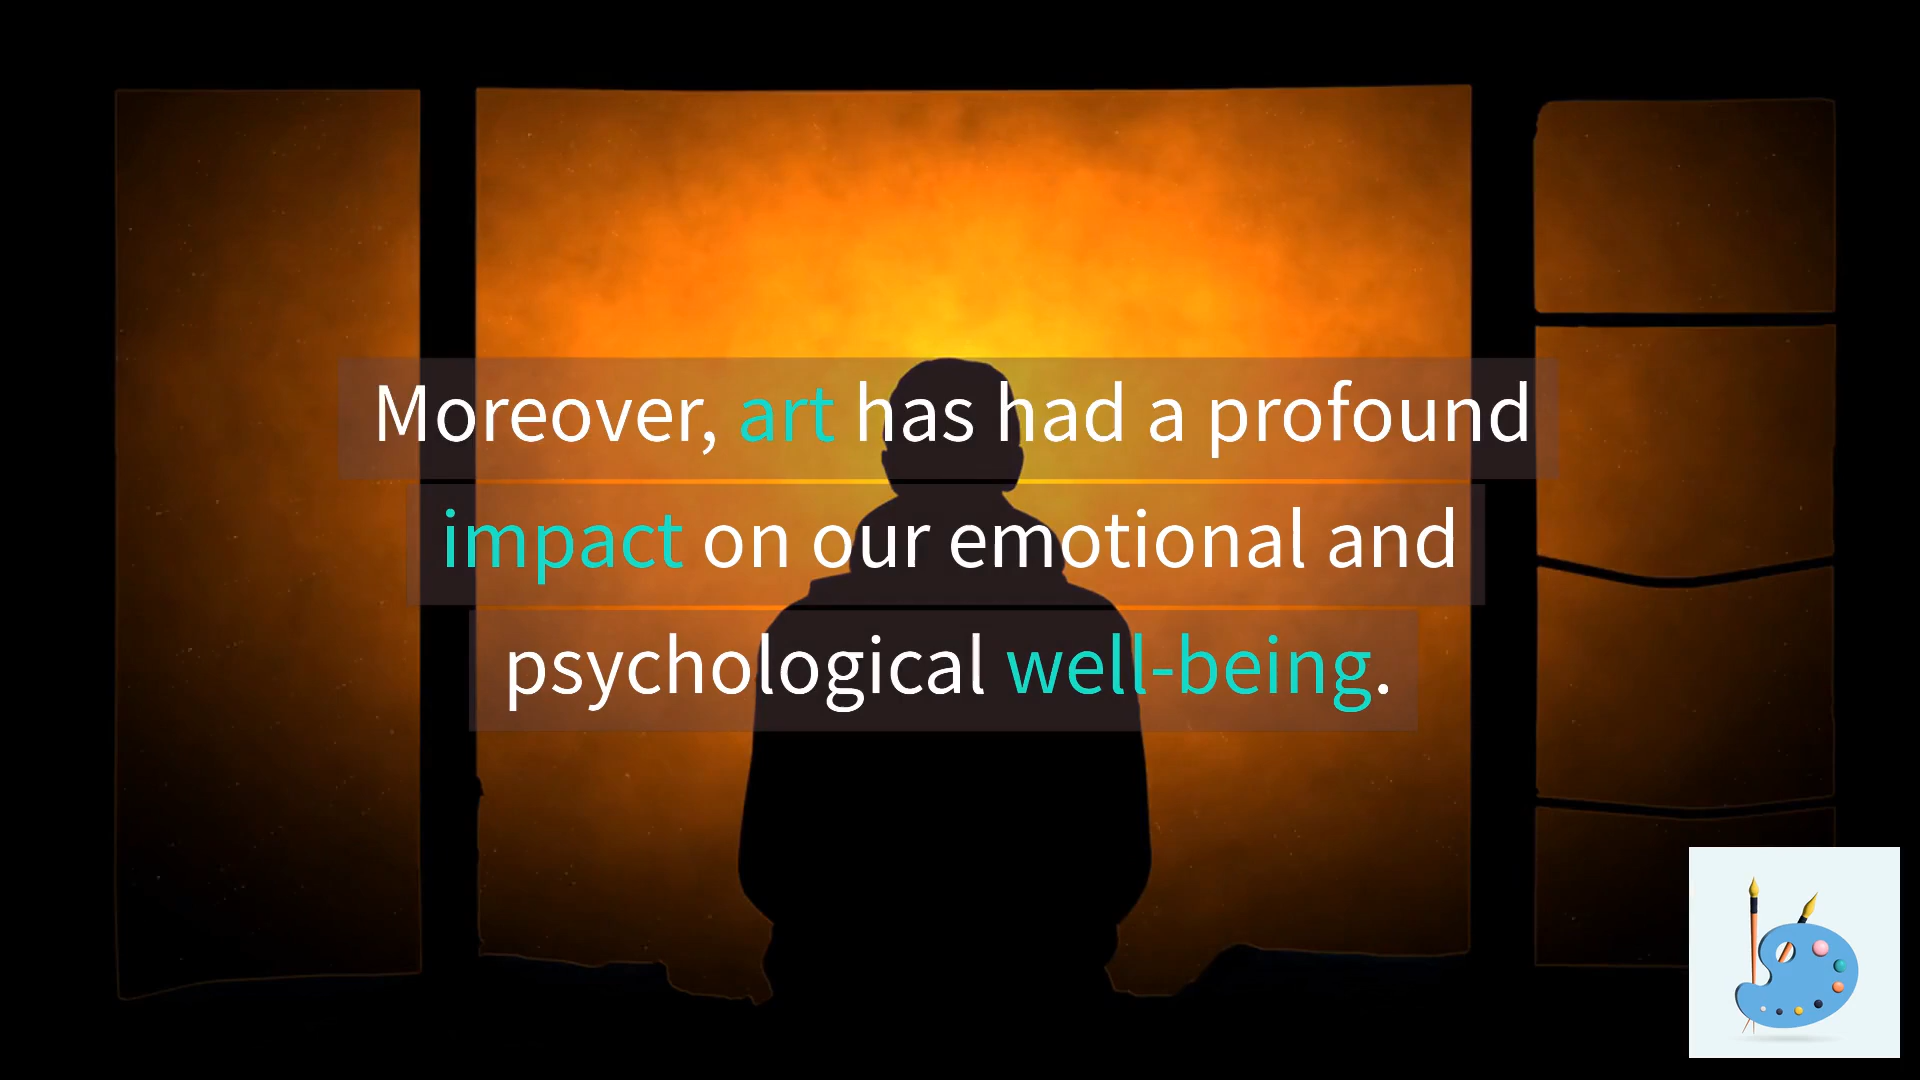 Moreover, art has had a profound
impact on our emotional and
psychological well-being.